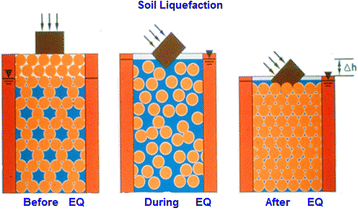 Soil Liquefaction
Δh
Before EQ
During EQ
After EQ